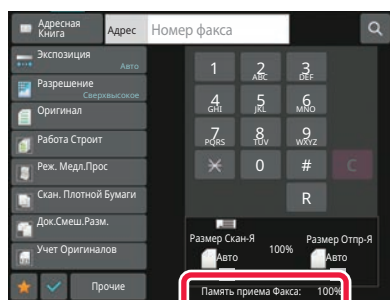 Адресная
Книга
Адрес
Номер факса
Экспозиция
Авто
Разрешение
Сверхвысокое
Оригинал
Работа Строит
Реж. Медл.Прос
Скан. Плотной Бумаги
Док.Смеш.Разм.
Учет Оригиналов
Прочие
1
2
ABC
3
DEF
4
GHI
5
JKL
6
MNO
7
PQRS
8
TUV
9
WXYZ
0
#
C
R
Размер Скан-Я
100%
Размер Отпр-Я
Авто
Авто
Память приема Факса: 100%